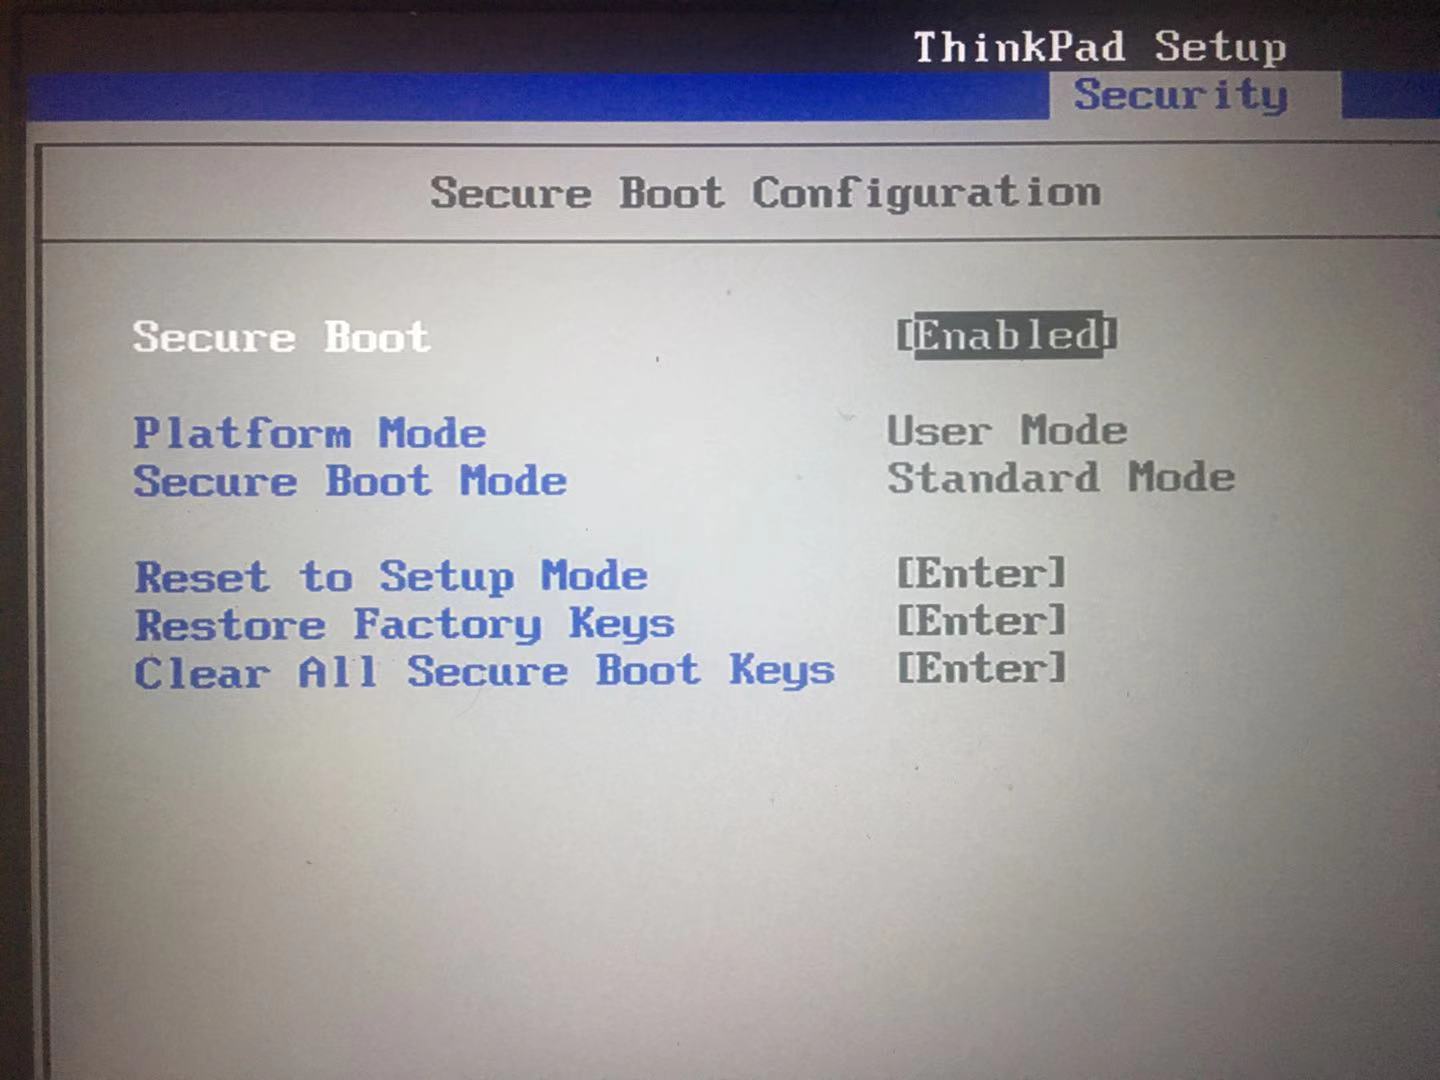 ThinkPad Setup
Security
Secure Boot Configuration
Secure Boot [Enabled]
Platform Mode User Mode
Secure Boot Mode Standard Mode
Reset to Setup Mode [Enter]
Restore Factory Keys [Enter]
Clear All Secure Boot Keys [Enter]